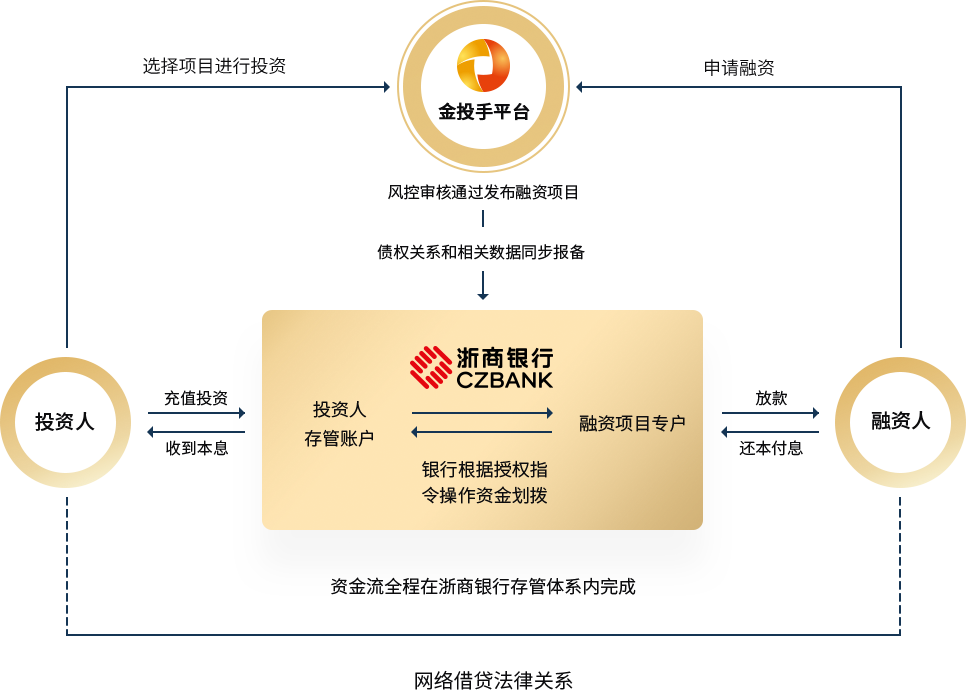 选择项目进行投资
申请融资
金投手平台
风控审核通过发布融资项目
债权关系和相关数据同步报备
浙商银行
CZBANK
投资人
充值投资
收到本息
投资人
存管账户
融资项目专户
银行根据授权指
令操作资金划拨
放款
还本付息
融资人
资金流全程在浙商银行存管体系内完成
网络借贷法律关系